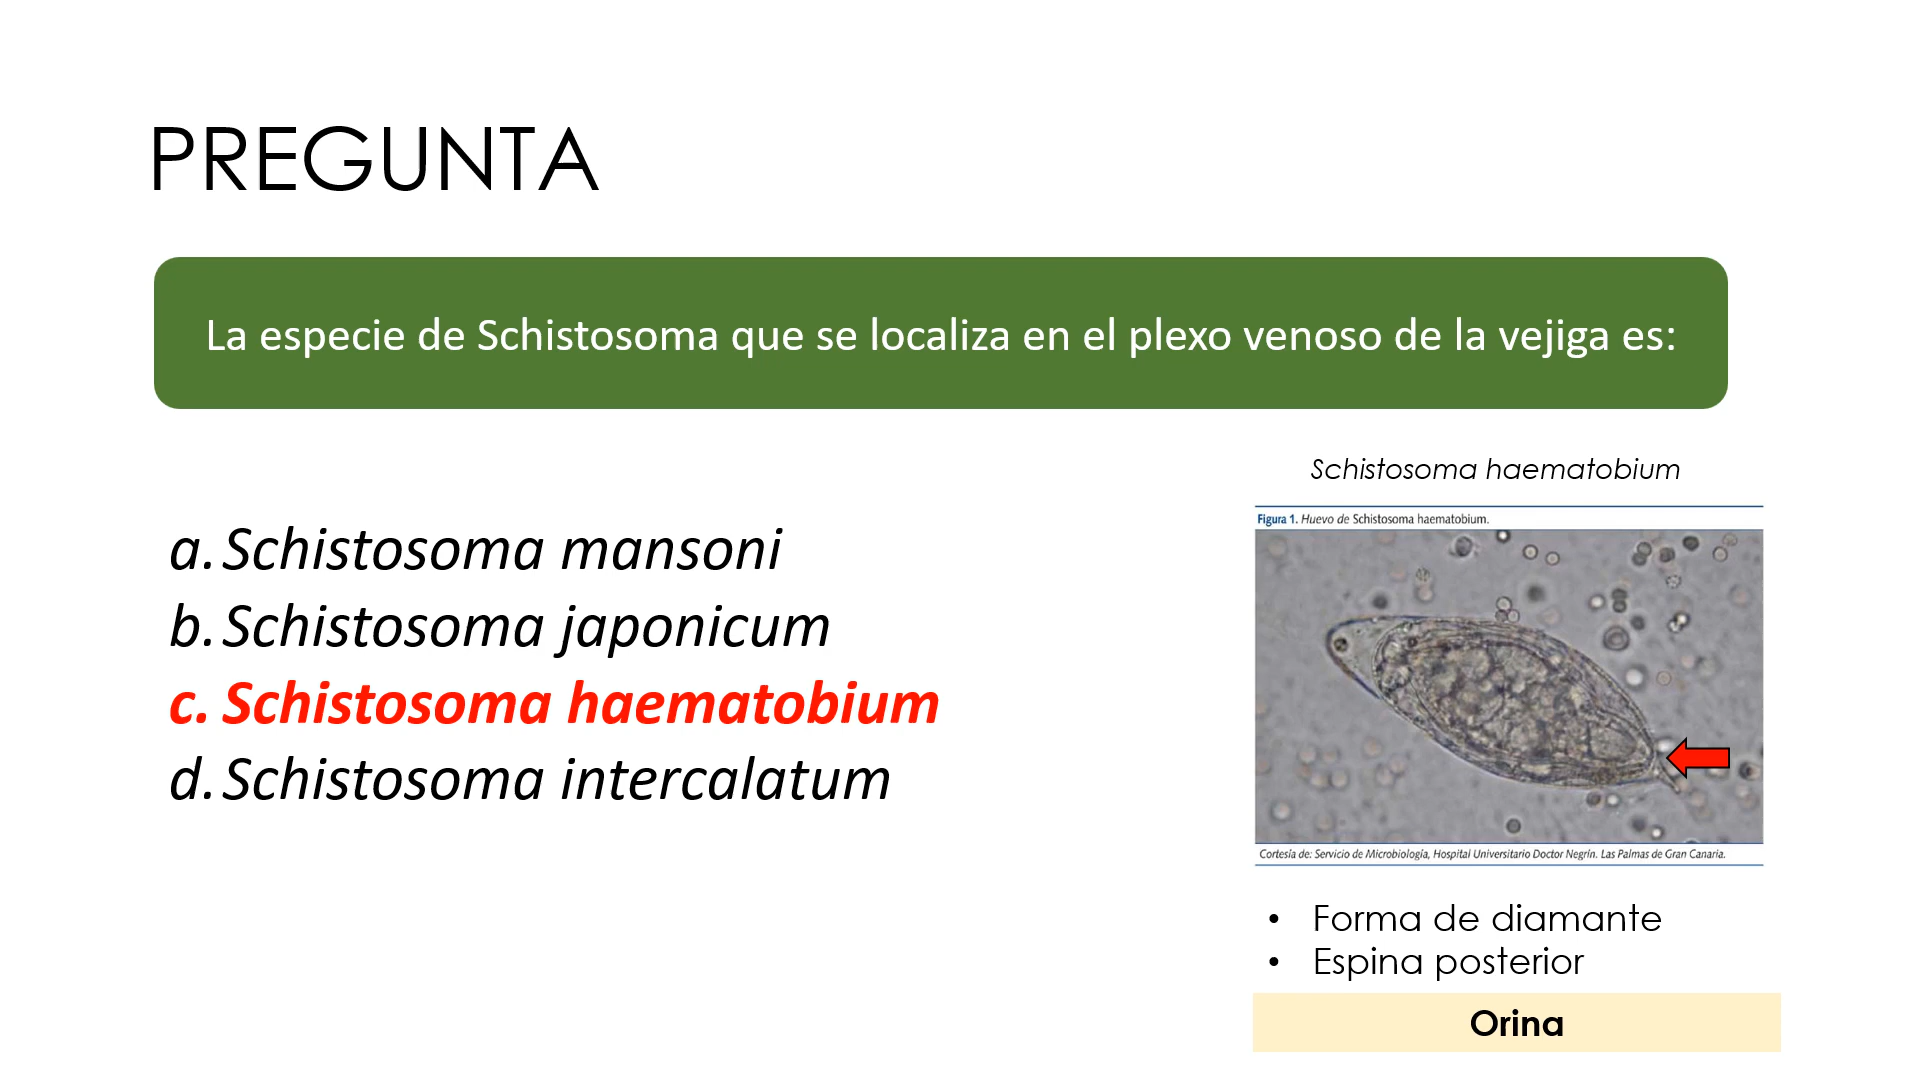 PREGUNTA
La especie de Schistosoma que se localiza en el plexo venoso de la vejiga es:
a. Schistosoma mansoni
b. Schistosoma japonicum
c. Schistosoma haematobium
d. Schistosoma intercalatum
Schistosoma haematobium
Figura 1. Huevo de Schistosoma haematobium.
Cortesía de: Servicio de Microbiología, Hospital Universitario Doctor Negrín. Las Palmas de Gran Canaria.
• Forma de diamante
• Espina posterior
Orina